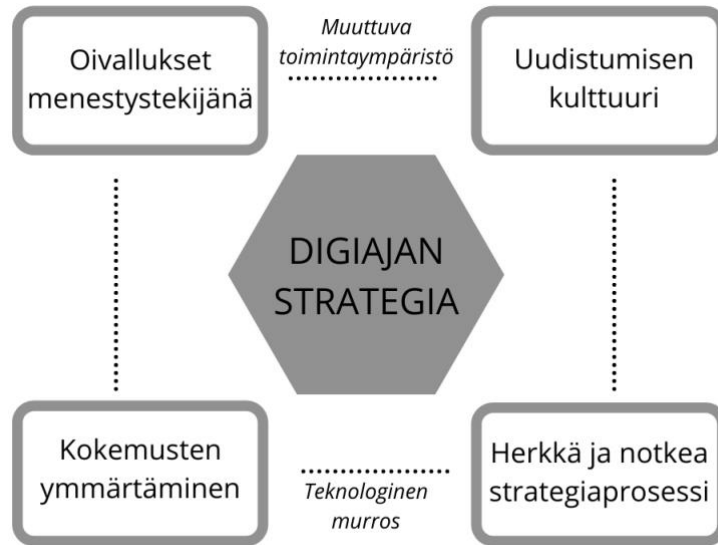 Oivallukset
menestystekijänä
Muuttuva
toimintaympäristö
Uudistumisen
kulttuuri
DIGIAJAN
STRATEGIA
Kokemusten
ymmärtäminen
Teknologinen
murros
Herkkä ja notkea
strategiaprosessi